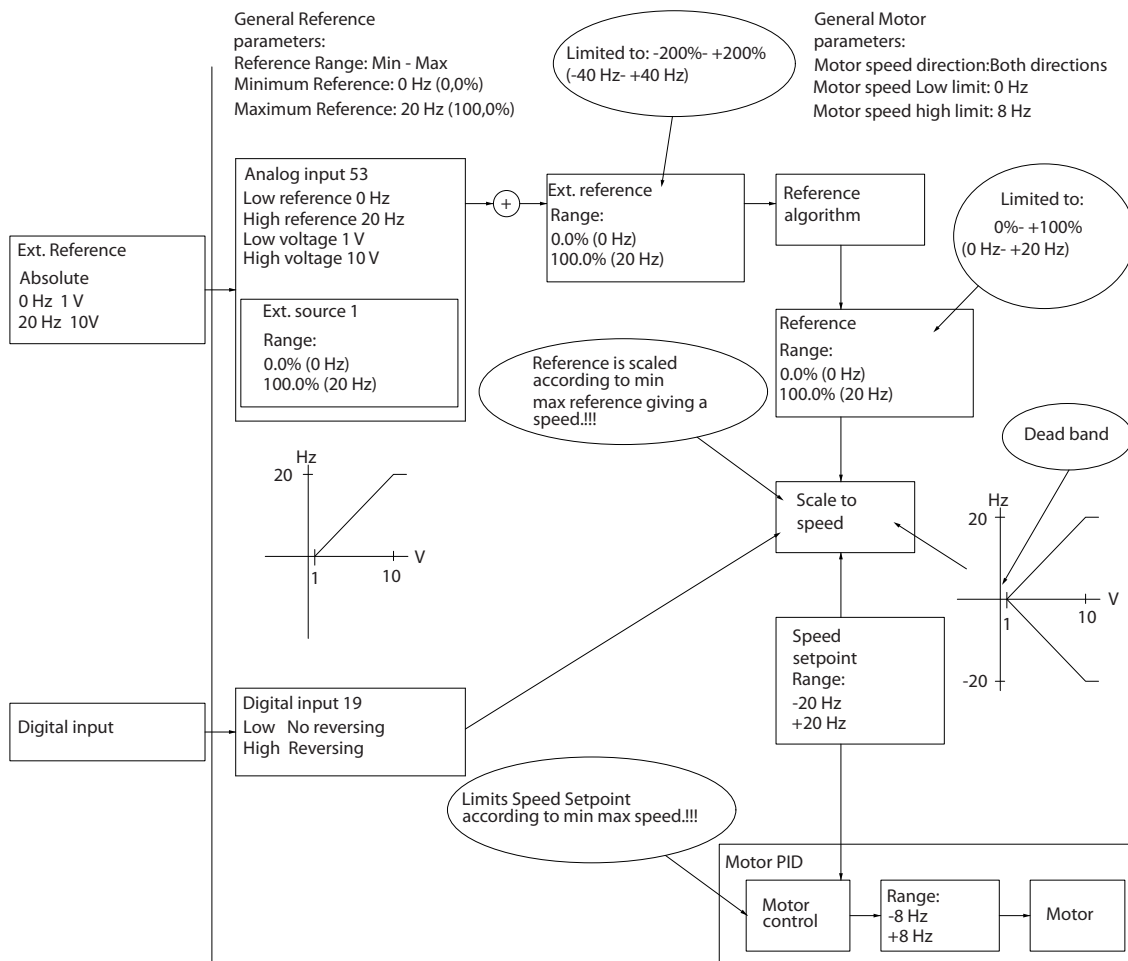 General Reference
parameters:
Reference Range: Min - Max
Minimum Reference: 0 Hz (0,0%)
Maximum Reference: 20 Hz (100,0%)
Limited to: -200%- +200%
(-40 Hz- +40 Hz)
General Motor
parameters:
Motor speed direction:Both directions
Motor speed Low limit: 0 Hz
Motor speed high limit: 8 Hz
Ext. Reference
Absolute
0 Hz 1 V
20 Hz 10V
Analog input 53
Low reference 0 Hz
High reference 20 Hz
Low voltage 1 V
High voltage 10 V
Ext. source 1
Range:
0.0% (0 Hz)
100.0% (20 Hz)
+
Ext. reference
Range:
0.0% (0 Hz)
100.0% (20 Hz)
Reference
algorithm
Limited to:
0%- +100%
(0 Hz- +20 Hz)
Reference
Range:
0.0% (0 Hz)
100.0% (20 Hz)
Reference is scaled
according to min
max reference giving a
speed.!!!
Dead band
Hz
20
1
10
V
Scale to
speed
Hz
20
V
1
10
-20
Speed
setpoint
Range:
-20 Hz
+20 Hz
Digital input
Digital input 19
Low No reversing
High Reversing
Limits Speed Setpoint
according to min max speed.!!!
Motor PID
Motor
control
Range:
-8 Hz
+8 Hz
Motor